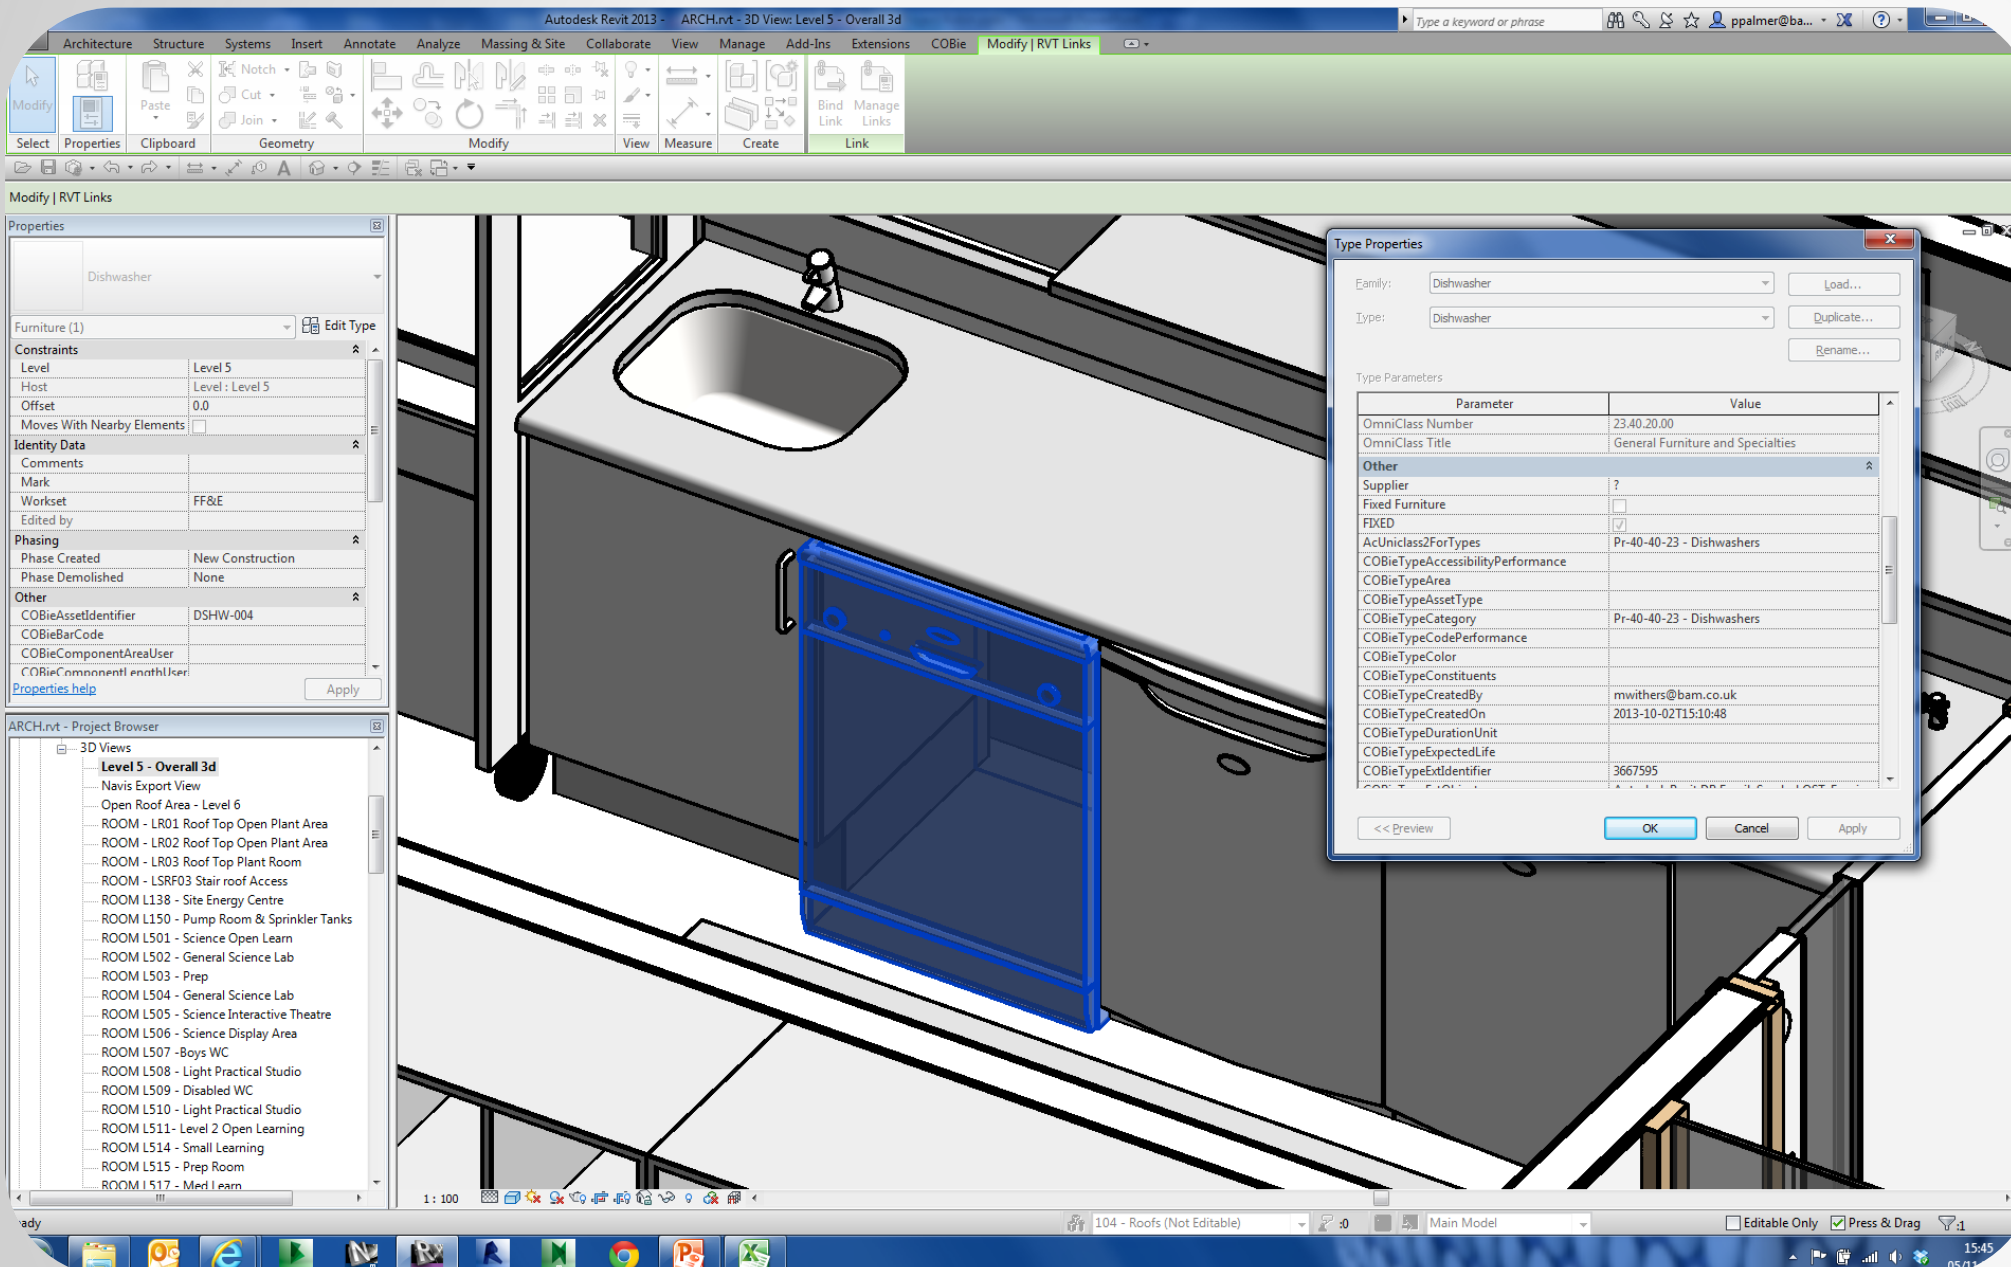 Autodesk Revit 2013 - ARCH.rvt - 3D View: Level 5 - Overall 3d
Type a keyword or phrase
ppalmer@ba...
Architecture Structure Systems Insert Annotate Analyze Massing & Site Collaborate View Manage Add-Ins Extensions COBie Modify | RVT Links
Modify
Paste
Notch
Cut
Join
Bind Link
Manage Links
Select Properties Clipboard Geometry Modify View Measure Create Link
Modify | RVT Links
Properties
Dishwasher
Furniture (1) Edit Type
Constraints
Level Level 5
Host Level : Level 5
Offset 0.0
Moves With Nearby Elements
Identity Data
Comments
Mark
Workset FF&E
Edited by
Phasing
Phase Created New Construction
Phase Demolished None
Other
COBieAssetIdentifier DSHW-004
COBieBarCode
COBieComponentAreaUser
COBieComponentLengthUser
Properties help Apply
ARCH.rvt - Project Browser
3D Views
Level 5 - Overall 3d
Navis Export View
Open Roof Area - Level 6
ROOM - LR01 Roof Top Open Plant Area
ROOM - LR02 Roof Top Open Plant Area
ROOM - LR03 Roof Top Plant Room
ROOM - LSRF03 Stair roof Access
ROOM L138 - Site Energy Centre
ROOM L150 - Pump Room & Sprinkler Tanks
ROOM L501 - Science Open Learn
ROOM L502 - General Science Lab
ROOM L503 - Prep
ROOM L504 - General Science Lab
ROOM L505 - Science Interactive Theatre
ROOM L506 - Science Display Area
ROOM L507 -Boys WC
ROOM L508 - Light Practical Studio
ROOM L509 - Disabled WC
ROOM L510 - Light Practical Studio
ROOM L511- Level 2 Open Learning
ROOM L514 - Small Learning
ROOM L515 - Prep Room
ROOM L517 - Med Learn
Type Properties
Family: Dishwasher Load...
Type: Dishwasher Duplicate...
Rename...
Type Parameters
Parameter Value
OmniClass Number 23.40.20.00
OmniClass Title General Furniture and Specialties
Other
Supplier ?
Fixed Furniture
FIXED
AcUniclass2ForTypes Pr-40-40-23 - Dishwashers
COBieTypeAccessibilityPerformance
COBieTypeArea
COBieTypeAssetType
COBieTypeCategory Pr-40-40-23 - Dishwashers
COBieTypeCodePerformance
COBieTypeColor
COBieTypeConstituents
COBieTypeCreatedBy mwithers@bam.co.uk
COBieTypeCreatedOn 2013-10-02T15:10:48
COBieTypeDurationUnit
COBieTypeExpectedLife
COBieTypeExtIdentifier 3667595
<< Preview OK Cancel Apply
1 : 100
ady
104 - Roofs (Not Editable) :0 Main Model Editable Only Press & Drag :1
15:45
05/11